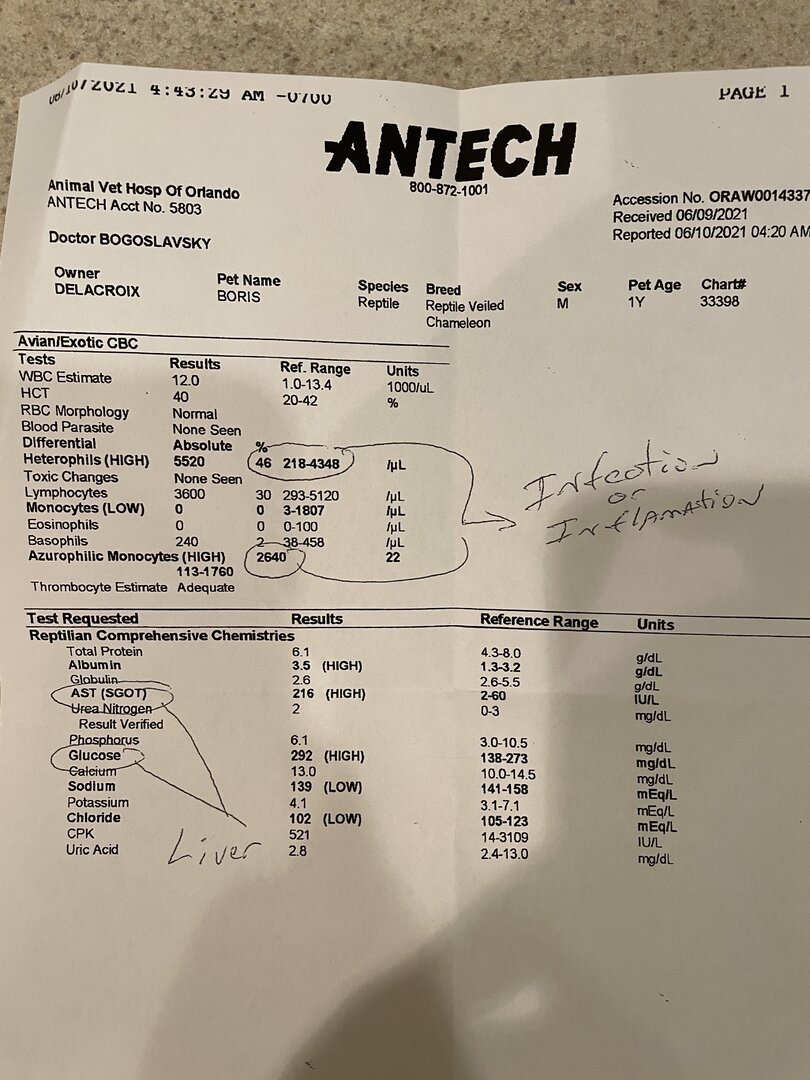 06/10/2021 4:43:29 AM -0700 PAGE 1
ANTECH
800-872-1001
Animal Vet Hosp Of Orlando
ANTECH Acct No. 5803
Accession No. ORAW0014337
Received 06/09/2021
Reported 06/10/2021 04:20 AM
Doctor BOGOSLAVSKY
Owner Pet Name Species Breed Sex Pet Age Chart#
DELACROIX BORIS Reptile Reptile Veiled M 1Y 33398
Chameleon
Avian/Exotic CBC
Tests Results Ref. Range Units
WBC Estimate 12.0 1.0-13.4 1000/uL
HCT 40 20-42 %
RBC Morphology Normal
Blood Parasite None Seen
Differential Absolute %
Heterophils (HIGH) 5520 46 218-4348 /µL
Toxic Changes None Seen
Lymphocytes 3600 30 293-5120 /µL
Monocytes (LOW) 0 0 3-1807 /µL
Eosinophils 0 0 0-100 /µL
Basophils 240 2 38-458 /µL
Azurophilic Monocytes (HIGH) 2640 22
113-1760
Thrombocyte Estimate Adequate
Infection
or
Inflamation
Test Requested Results Reference Range Units
Reptilian Comprehensive Chemistries
Total Protein 6.1 4.3-8.0 g/dL
Albumin 3.5 (HIGH) 1.3-3.2 g/dL
Globulin 2.6 2.6-5.5 g/dL
AST (SGOT) 216 (HIGH) 2-60 IU/L
Urea Nitrogen 2 0-3 mg/dL
Result Verified
Phosphorus 6.1 3.0-10.5 mg/dL
Glucose 292 (HIGH) 138-273 mg/dL
Calcium 13.0 10.0-14.5 mg/dL
Sodium 139 (LOW) 141-158 mEq/L
Potassium 4.1 3.1-7.1 mEq/L
Chloride 102 (LOW) 105-123 mEq/L
CPK 521 14-3109 IU/L
Uric Acid 2.8 2.4-13.0 mg/dL
Liver